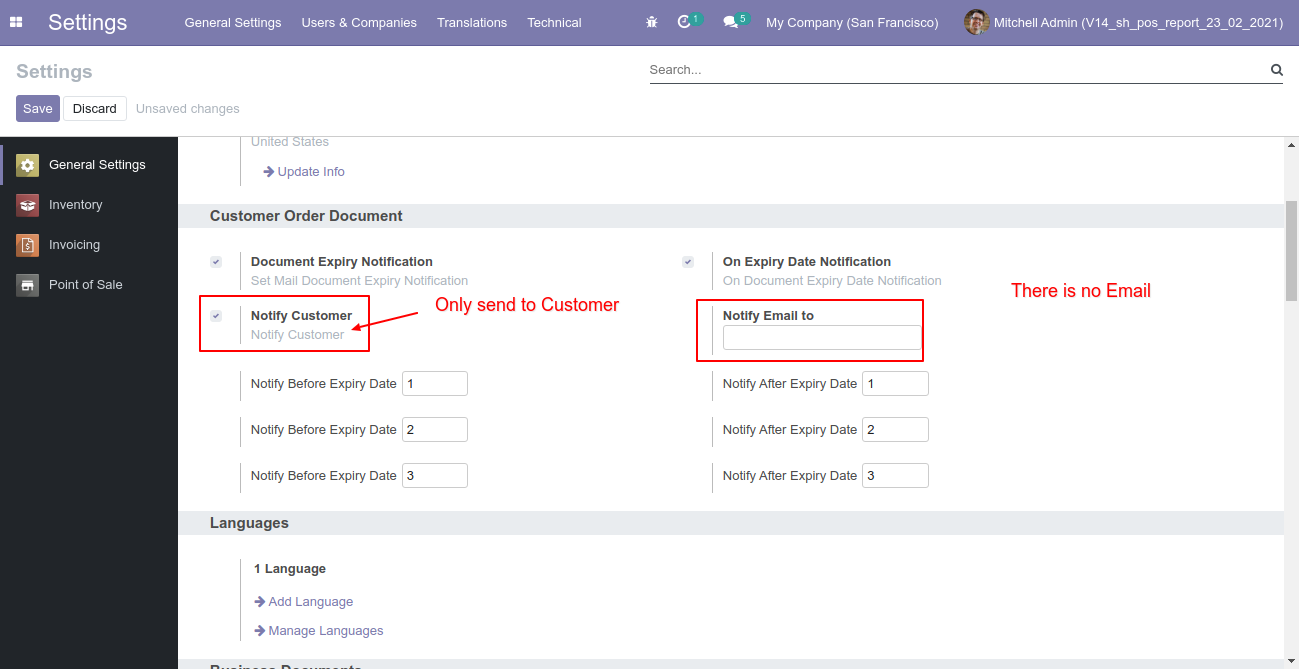 Settings
General Settings
Users & Companies
Translations
Technical
1
5
My Company (San Francisco)
Mitchell Admin (V14_sh_pos_report_23_02_2021)
Settings
Search...
Save
Discard
Unsaved changes
General Settings
Inventory
Invoicing
Point of Sale
United States
Update Info
Customer Order Document
Document Expiry Notification
Set Mail Document Expiry Notification
On Expiry Date Notification
On Document Expiry Date Notification
Notify Customer
Notify Customer
Only send to Customer
Notify Email to
There is no Email
Notify Before Expiry Date 1
Notify After Expiry Date 1
Notify Before Expiry Date 2
Notify After Expiry Date 2
Notify Before Expiry Date 3
Notify After Expiry Date 3
Languages
1 Language
Add Language
Manage Languages
Business Documents